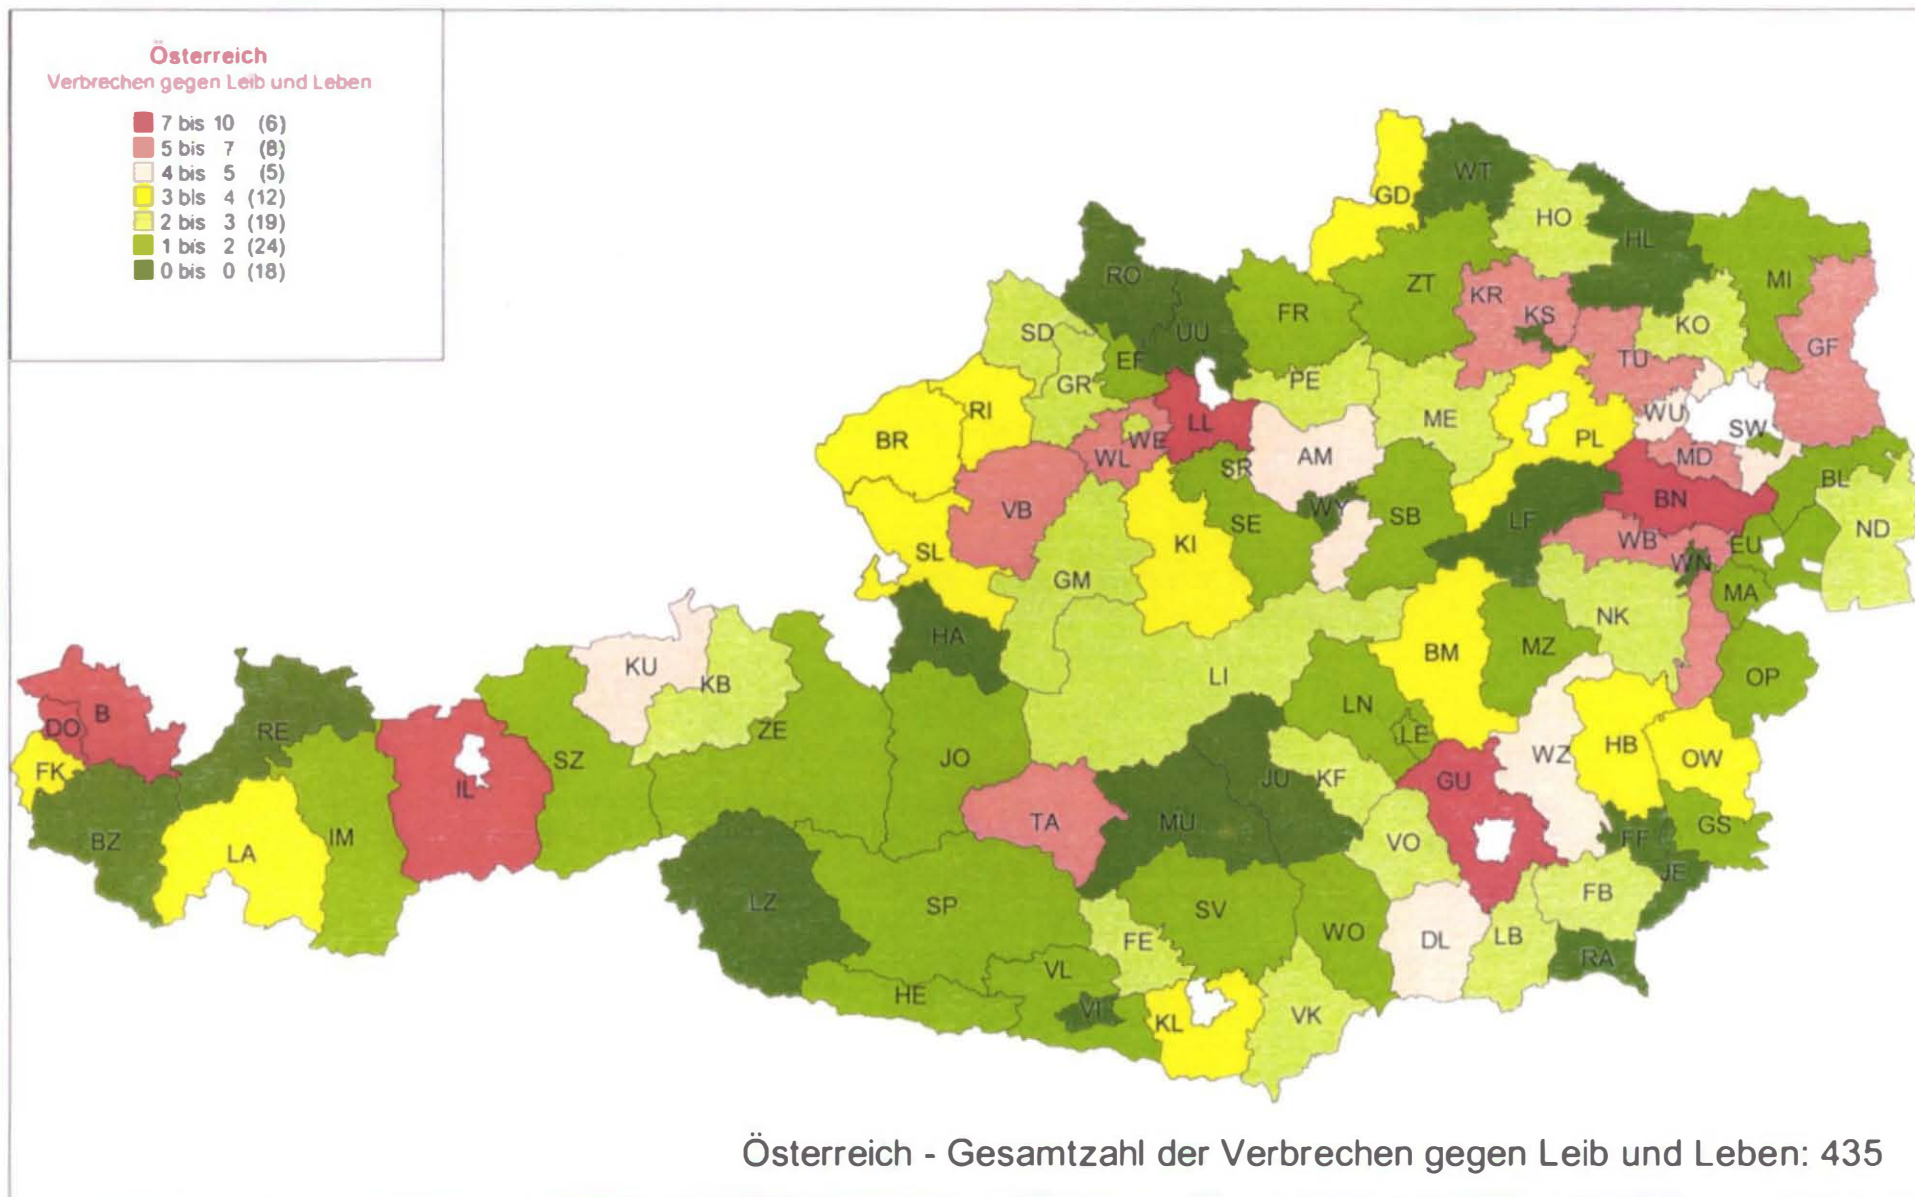 Österreich
Verbrechen gegen Leib und Leben
7 bis 10 (6)
5 bis 7 (8)
4 bis 5 (5)
3 bis 4 (12)
2 bis 3 (19)
1 bis 2 (24)
0 bis 0 (18)
GD
WT
HO
HL
RO
ZT
KR
MI
UU
FR
KS
KO
SD
TU
GF
EF
GR
PE
RI
BR
LL
ME
WU
SW
WE
PL
WL
AM
SR
MD
BL
VB
WY
SB
LF
BN
ND
SE
KI
SL
WB
EU
WN
GM
MA
HA
NK
KU
BM
MZ
KB
LI
OP
B
DO
RE
LN
ZE
LE
SZ
JO
WZ
HB
OW
FK
IL
JU
KF
GU
BZ
LA
IM
TA
MU
VO
GS
FF
JE
LZ
SP
SV
FB
FE
WO
DL
LB
RA
VL
HE
VI
KL
VK
Österreich - Gesamtzahl der Verbrechen gegen Leib und Leben: 435